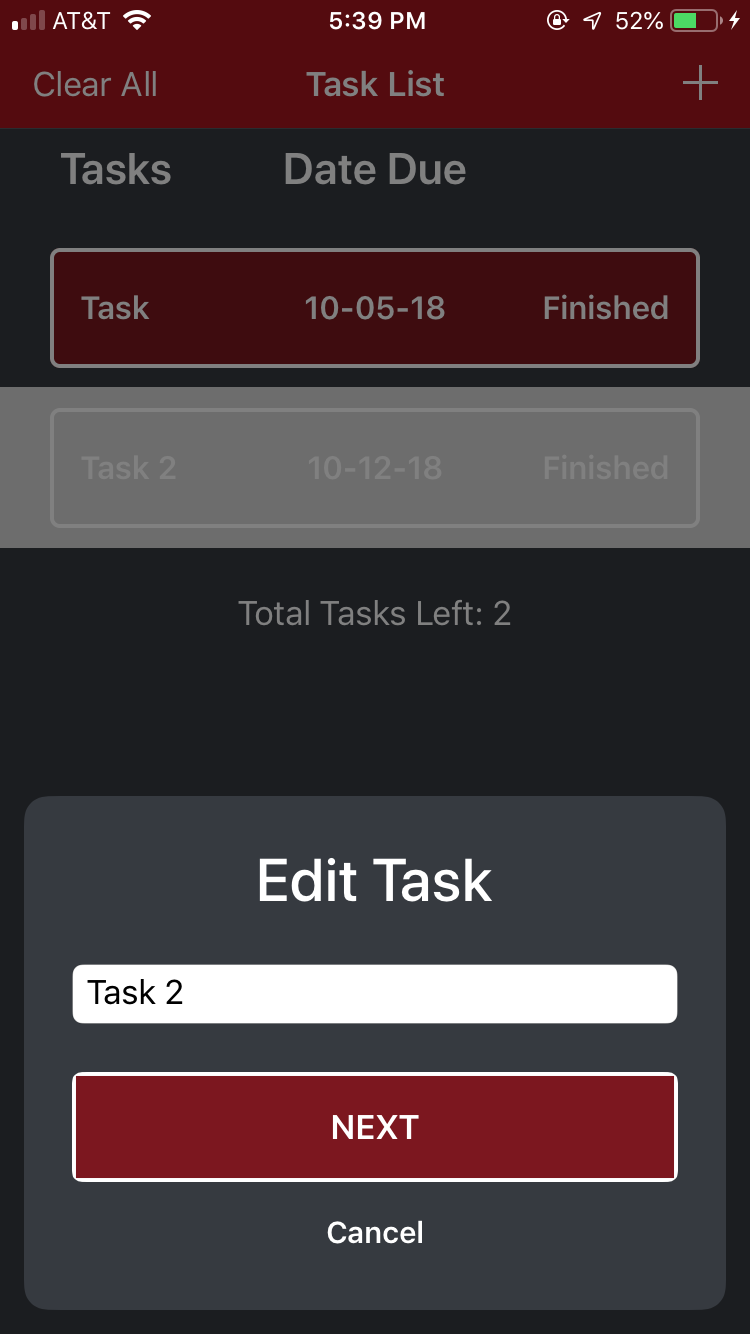 AT&T 5:39 PM 52%
Clear All Task List +
Tasks Date Due
Task 10-05-18 Finished
Task 2 10-12-18 Finished
Total Tasks Left: 2
Edit Task
Task 2
NEXT
Cancel